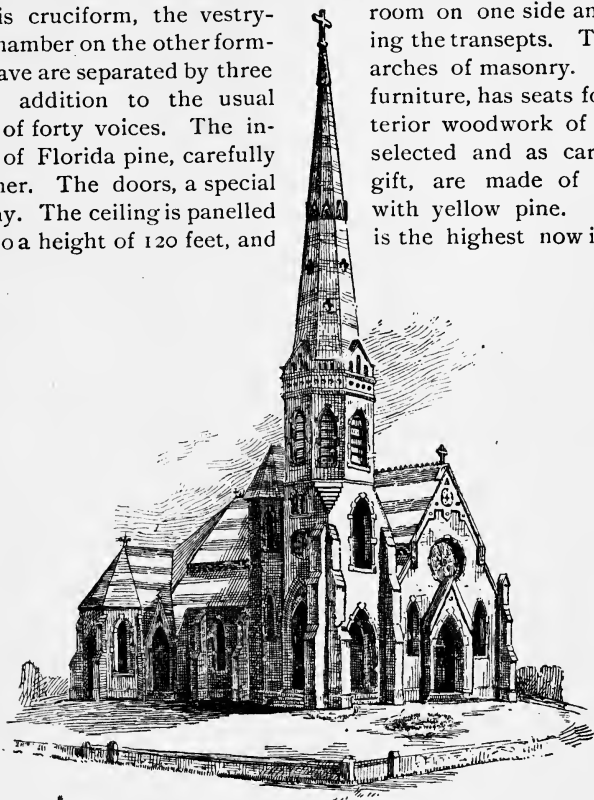 is cruciform, the vestry- room on one side an
hamber on the other form- ing the transepts. T
ave are separated by three arches of masonry.
addition to the usual furniture, has seats fo
of forty voices. The in- terior woodwork of
of Florida pine, carefully selected and as car
ner. The doors, a special gift, are made of
ny. The ceiling is panelled with yellow pine.
o a height of 120 feet, and is the highest now i